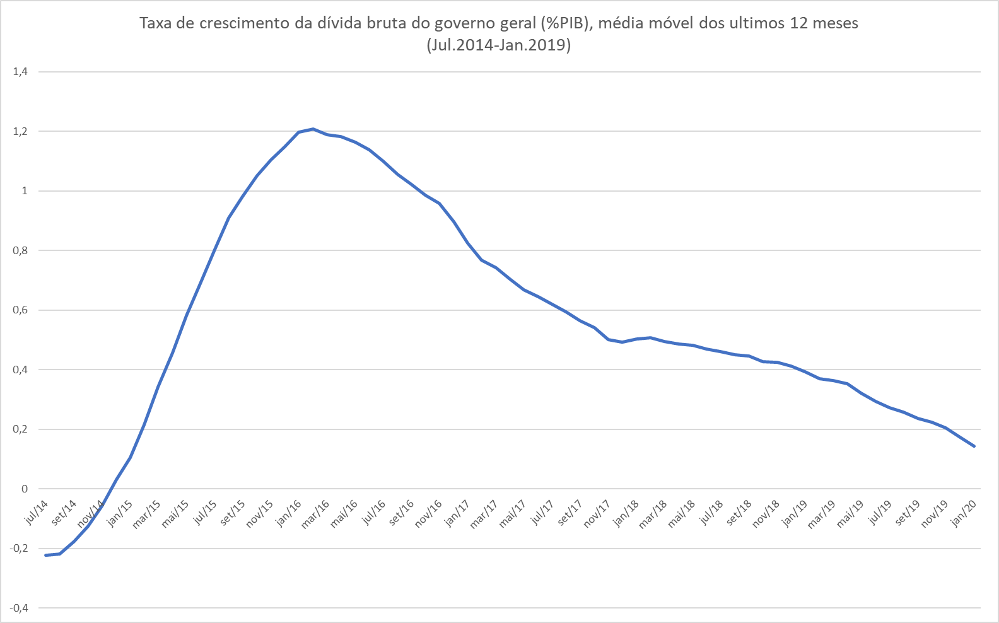 Taxa de crescimento da dívida bruta do governo geral (%PIB), média móvel dos ultimos 12 meses
(Jul.2014-Jan.2019)
1,4
1,2
1
0,8
0,6
0,4
0,2
0
-0,2
-0,4
jul/14
set/14
nov/14
jan/15
mar/15
mai/15
jul/15
set/15
nov/15
jan/16
mar/16
mai/16
jul/16
set/16
nov/16
jan/17
mar/17
mai/17
jul/17
set/17
nov/17
jan/18
mar/18
mai/18
jul/18
set/18
nov/18
jan/19
mar/19
mai/19
jul/19
set/19
nov/19
jan/20